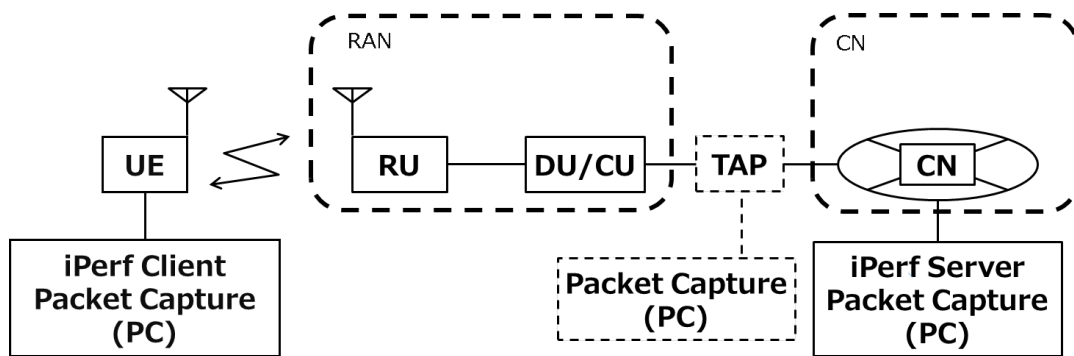 RAN
CN
UE
RU
DU/CU
TAP
CN
iPerf Client
Packet Capture
(PC)
Packet Capture
(PC)
iPerf Server
Packet Capture
(PC)